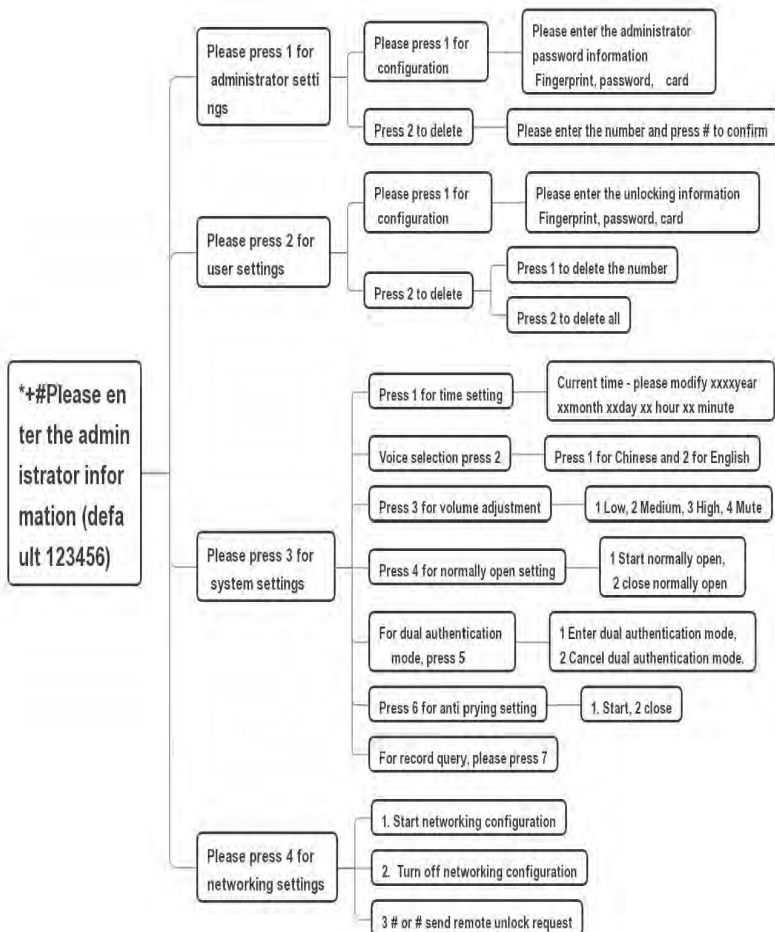 Please press 1 for
administrator setti
ngs
Please press 1 for
configuration
Please enter the administrator
password information
Fingerprint, password, card
Press 2 to delete
Please enter the number and press # to confirm
Please press 2 for
user settings
Please press 1 for
configuration
Please enter the unlocking information
Fingerprint, password, card
Press 2 to delete
Press 1 to delete the number
Press 2 to delete all
*+#Please en
ter the admin
istrator infor
mation (defa
ult 123456)
Please press 3 for
system settings
Press 1 for time setting
Current time - please modify xxxxyear
xxmonth xxday xx hour xx minute
Voice selection press 2
Press 1 for Chinese and 2 for English
Press 3 for volume adjustment
1 Low, 2 Medium, 3 High, 4 Mute
Press 4 for normally open setting
1 Start normally open,
2 close normally open
For dual authentication
mode, press 5
1 Enter dual authentication mode,
2 Cancel dual authentication mode.
Press 6 for anti prying setting
1. Start, 2 close
For record query, please press 7
Please press 4 for
networking settings
1. Start networking configuration
2. Turn off networking configuration
3 # or # send remote unlock request